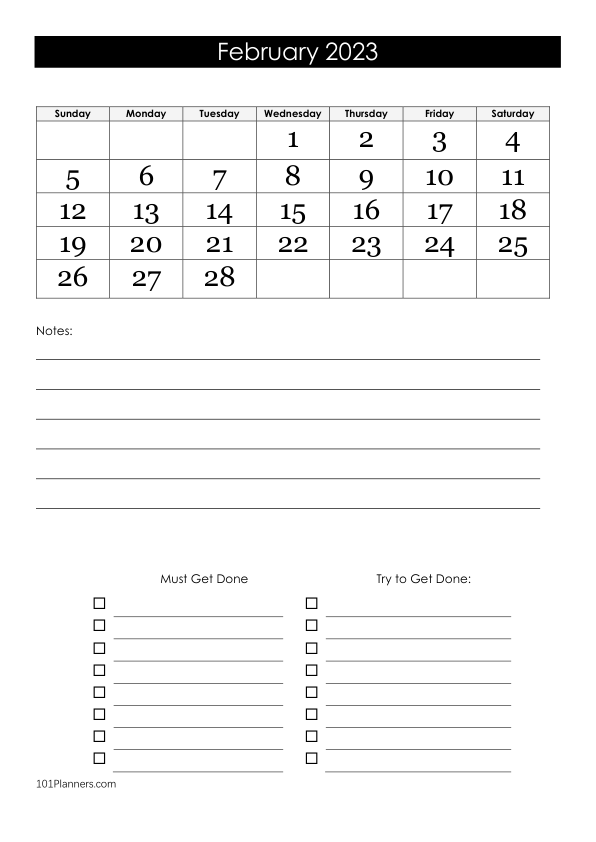 February 2023
Sunday Monday Tuesday Wednesday Thursday Friday Saturday
1 2 3 4
5 6 7 8 9 10 11
12 13 14 15 16 17 18
19 20 21 22 23 24 25
26 27 28
Notes:
Must Get Done Try to Get Done:
101Planners.com